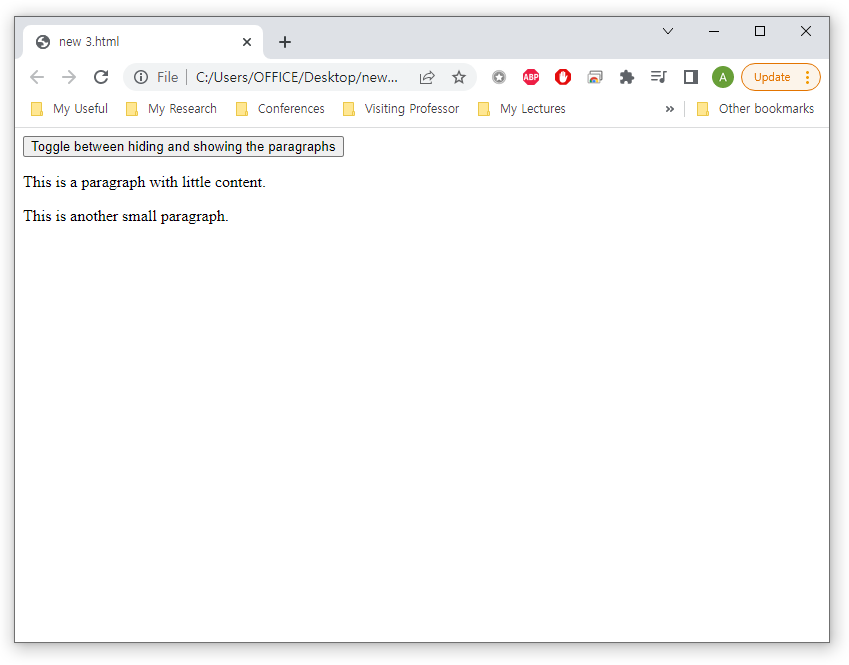 new 3.html
File C:/Users/OFFICE/Desktop/new... ABP A Update
My Useful My Research Conferences Visiting Professor My Lectures » Other bookmarks
Toggle between hiding and showing the paragraphs
This is a paragraph with little content.
This is another small paragraph.